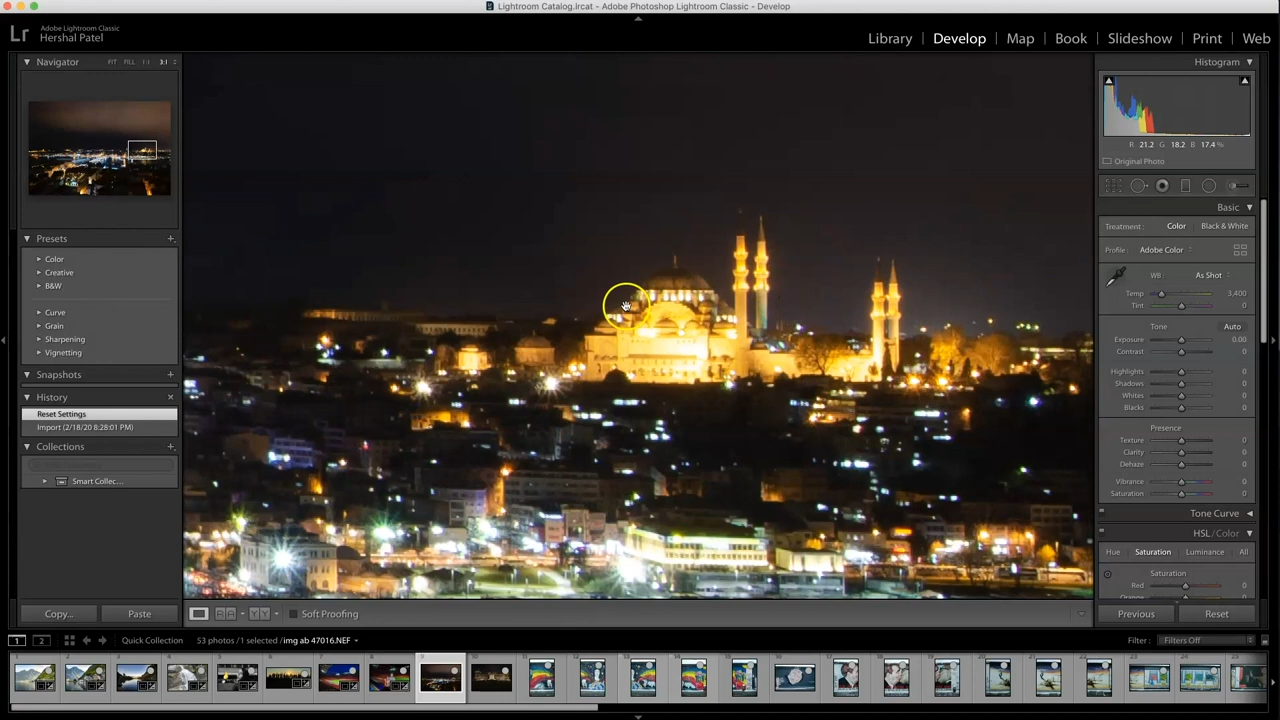 Lightroom Catalog.lrcat - Adobe Photoshop Lightroom Classic - Develop
Lr
Adobe Lightroom Classic
Hershal Patel
Library | Develop | Map | Book | Slideshow | Print | Web
Navigator FIT FILL 1:1 3:1
Presets +
Color
Creative
B&W
Curve
Grain
Sharpening
Vignetting
Snapshots +
History ×
Reset Settings
Import (2/18/20 8:28:01 PM)
Collections +
Smart Collec...
Copy... Paste
Soft Proofing
Histogram
R 21.2 G 18.2 B 17.4 %
Original Photo
Basic
Treatment : Color Black & White
Profile : Adobe Color
WB : As Shot
Temp 3,400
Tint 0
Tone Auto
Exposure 0.00
Contrast 0
Highlights 0
Shadows 0
Whites 0
Blacks 0
Presence
Texture 0
Clarity 0
Dehaze 0
Vibrance 0
Saturation 0
Tone Curve
HSL / Color
Hue Saturation Luminance All
Saturation
Red 0
Orange 0
Previous Reset
1 2 Quick Collection 53 photos / 1 selected / img ab 47016.NEF
Filter : Filters Off